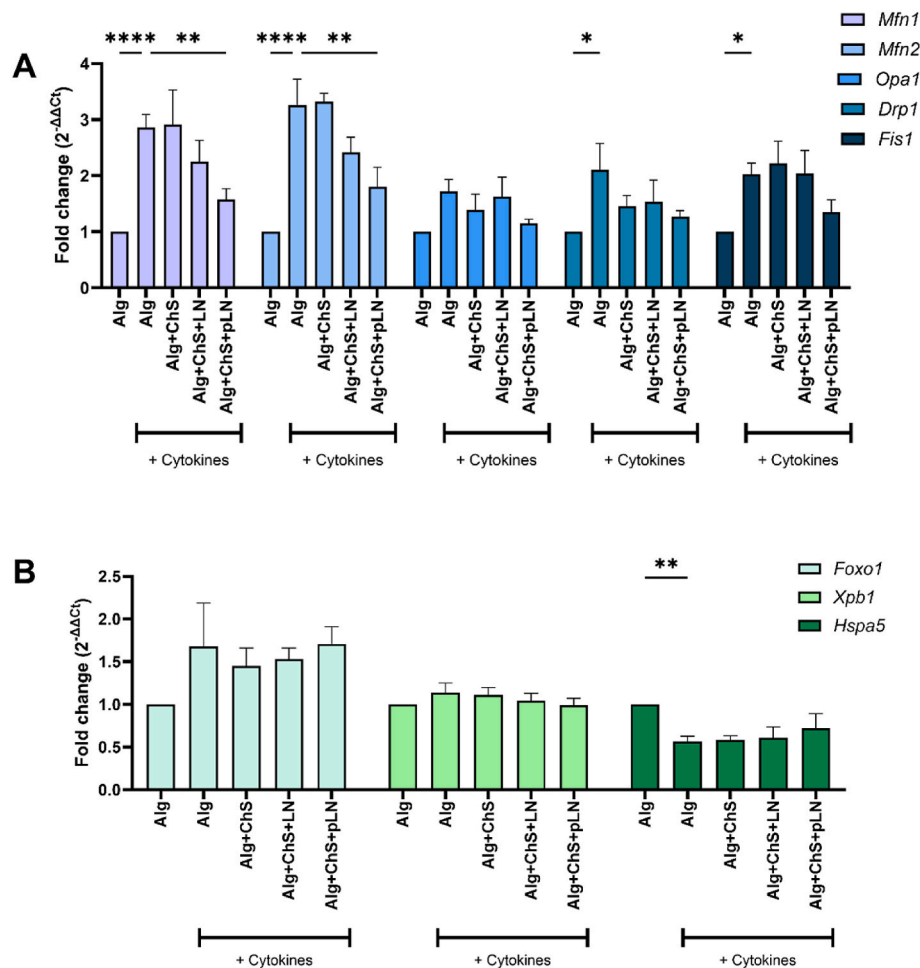 A
**** ** **** ** * *
Mfn1
Mfn2
Opa1
Drp1
Fis1
Fold change (2-ΔΔCt)
4
3
2
1
0
Alg Alg Alg+ChS Alg+ChS+LN Alg+ChS+pLN Alg Alg Alg+ChS Alg+ChS+LN Alg+ChS+pLN Alg Alg Alg+ChS Alg+ChS+LN Alg+ChS+pLN Alg Alg Alg+ChS Alg+ChS+LN Alg+ChS+pLN Alg Alg Alg+ChS Alg+ChS+LN Alg+ChS+pLN
+ Cytokines + Cytokines + Cytokines + Cytokines + Cytokines
B
**
Foxo1
Xpb1
Hspa5
Fold change (2-ΔΔCt)
2.5
2.0
1.5
1.0
0.5
0.0
Alg Alg Alg+ChS Alg+ChS+LN Alg+ChS+pLN Alg Alg Alg+ChS Alg+ChS+LN Alg+ChS+pLN Alg Alg Alg+ChS Alg+ChS+LN Alg+ChS+pLN
+ Cytokines + Cytokines + Cytokines